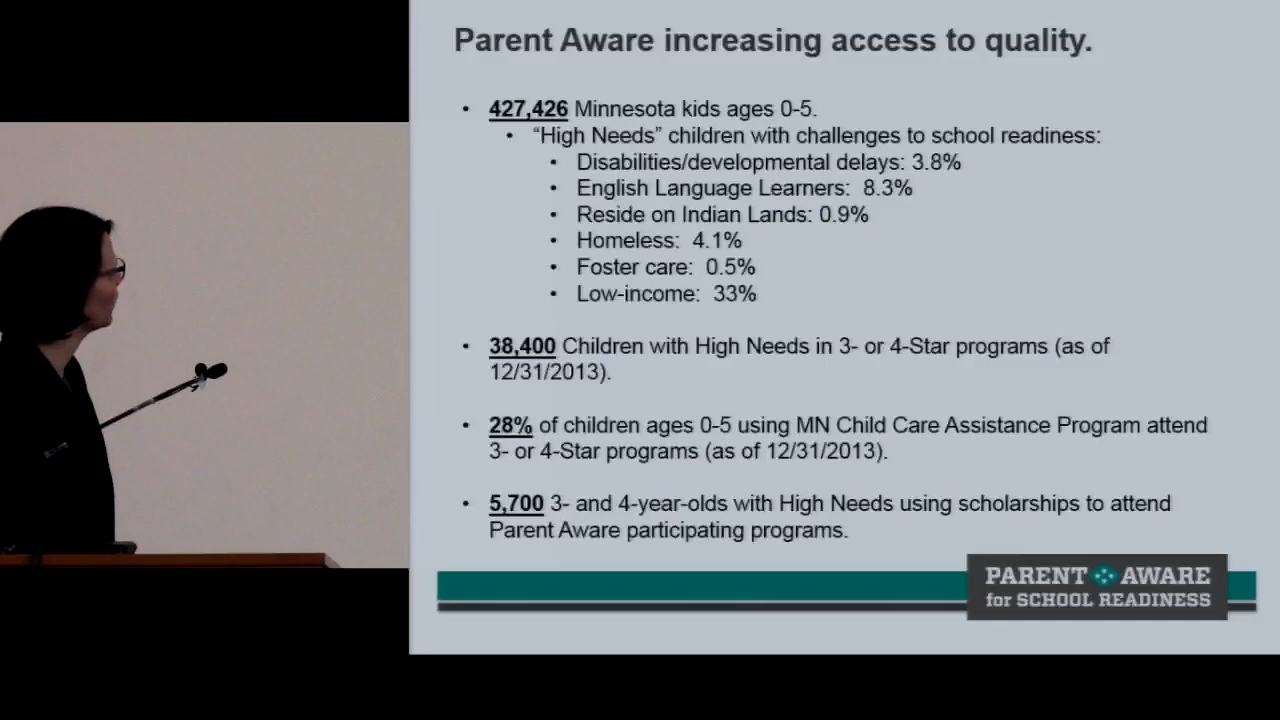 Parent Aware increasing access to quality.
• 427,426 Minnesota kids ages 0-5.
• “High Needs” children with challenges to school readiness:
• Disabilities/developmental delays: 3.8%
• English Language Learners: 8.3%
• Reside on Indian Lands: 0.9%
• Homeless: 4.1%
• Foster care: 0.5%
• Low-income: 33%
• 38,400 Children with High Needs in 3- or 4-Star programs (as of
12/31/2013).
• 28% of children ages 0-5 using MN Child Care Assistance Program attend
3- or 4-Star programs (as of 12/31/2013).
• 5,700 3- and 4-year-olds with High Needs using scholarships to attend
Parent Aware participating programs.
PARENT AWARE
for SCHOOL READINESS